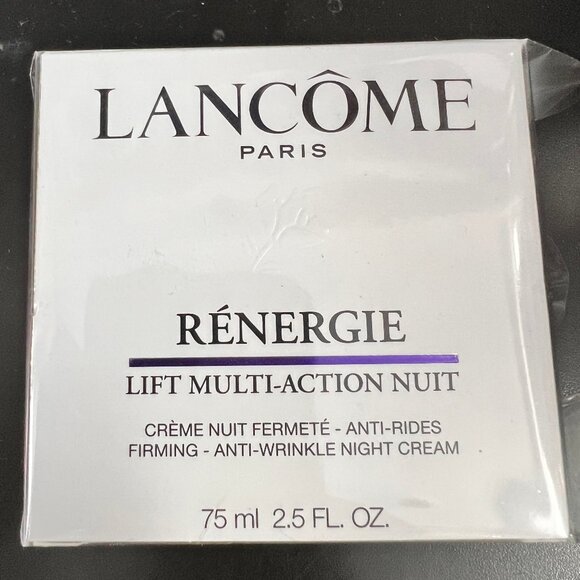 LANCÔME
PARIS
RÉNERGIE
LIFT MULTI-ACTION NUIT
CRÈME NUIT FERMETÉ - ANTI-RIDES
FIRMING - ANTI-WRINKLE NIGHT CREAM
75 ml 2.5 FL. OZ.